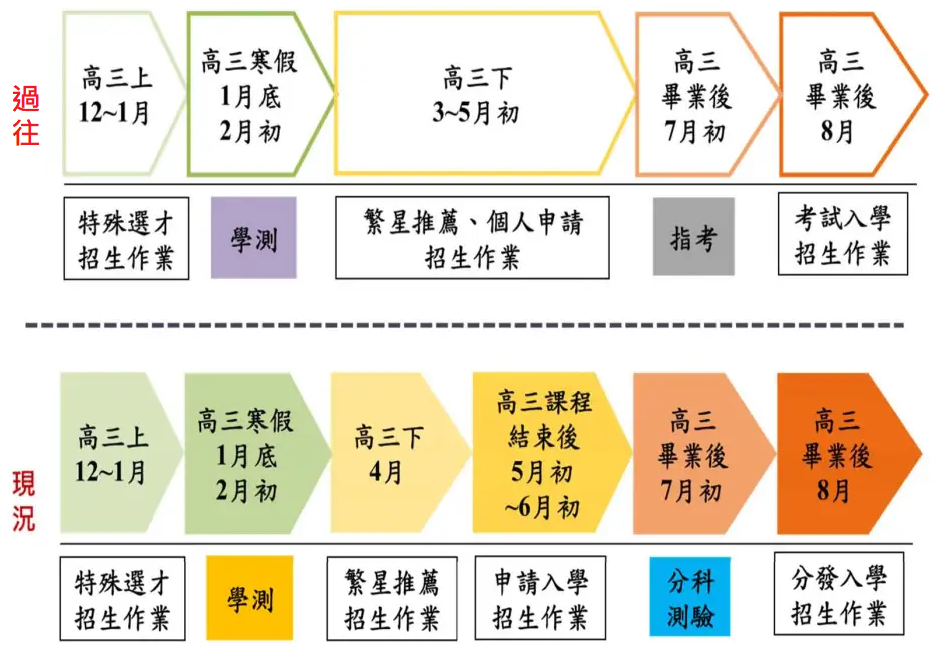 過往
高三上
12~1月
高三寒假
1月底
2月初
高三下
3~5月初
高三
畢業後
7月初
高三
畢業後
8月
特殊選才
招生作業
學測
繁星推薦、個人申請
招生作業
指考
考試入學
招生作業
現況
高三上
12~1月
高三寒假
1月底
2月初
高三下
4月
高三課程
結束後
5月初
~6月初
高三
畢業後
7月初
高三
畢業後
8月
特殊選才
招生作業
學測
繁星推薦
招生作業
申請入學
招生作業
分科
測驗
分發入學
招生作業